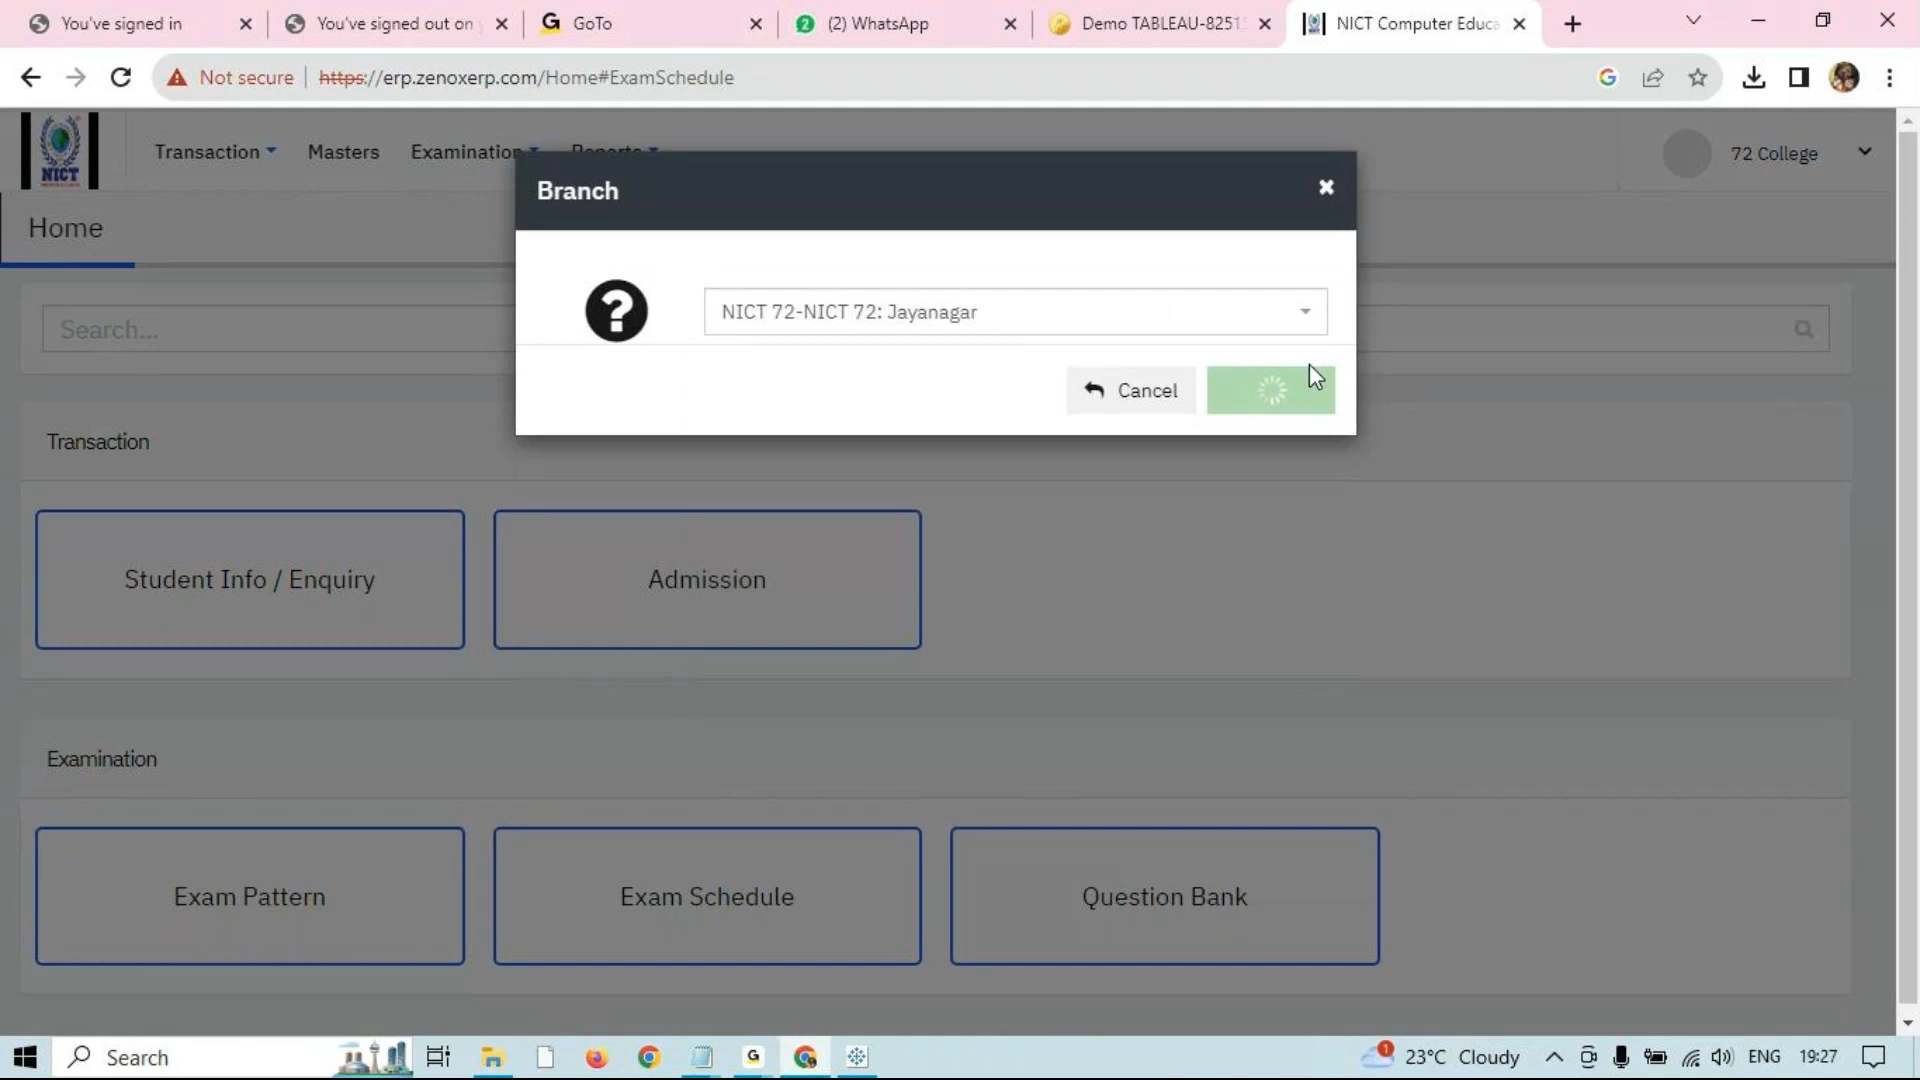 You've signed in
You've signed out on
GoTo
(2) WhatsApp
Demo TABLEAU-8251
NICT Computer Educa
Not secure
https://erp.zenoxerp.com/Home#ExamSchedule
NICT
Transaction
Masters
Examination
Reports
72 College
Branch
Home
NICT 72-NICT 72: Jayanagar
Search...
Cancel
Transaction
Student Info / Enquiry
Admission
Examination
Exam Pattern
Exam Schedule
Question Bank
Search
1
23°C Cloudy
ENG
19:27